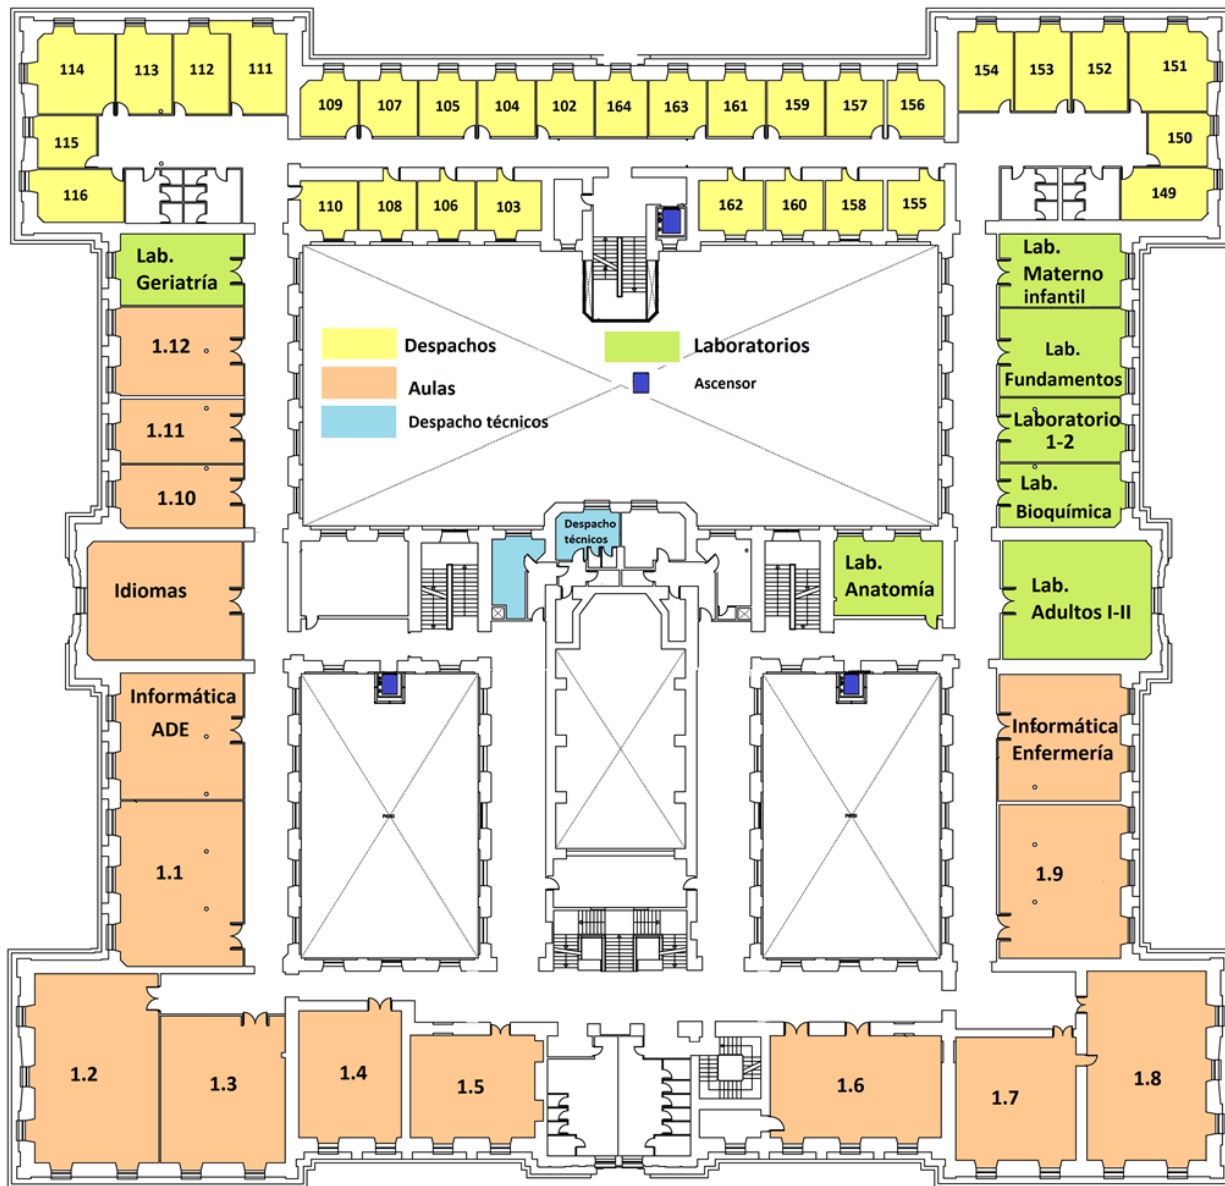 114
113
112
111
109
107
105
104
102
164
163
161
159
157
156
154
153
152
151
115
150
116
110
108
106
103
162
160
158
155
149
Lab.
Geriatría
Lab.
Materno
infantil
1.12
Despachos
Laboratorios
Aulas
Ascensor
Despacho técnicos
Lab.
Fundamentos
1.11
Laboratorio
1-2
1.10
Lab.
Bioquímica
Despacho
técnicos
Idiomas
Lab.
Anatomía
Lab.
Adultos I-II
Informática
ADE
Informática
Enfermería
1.1
1.9
1.2
1.3
1.4
1.5
1.6
1.7
1.8